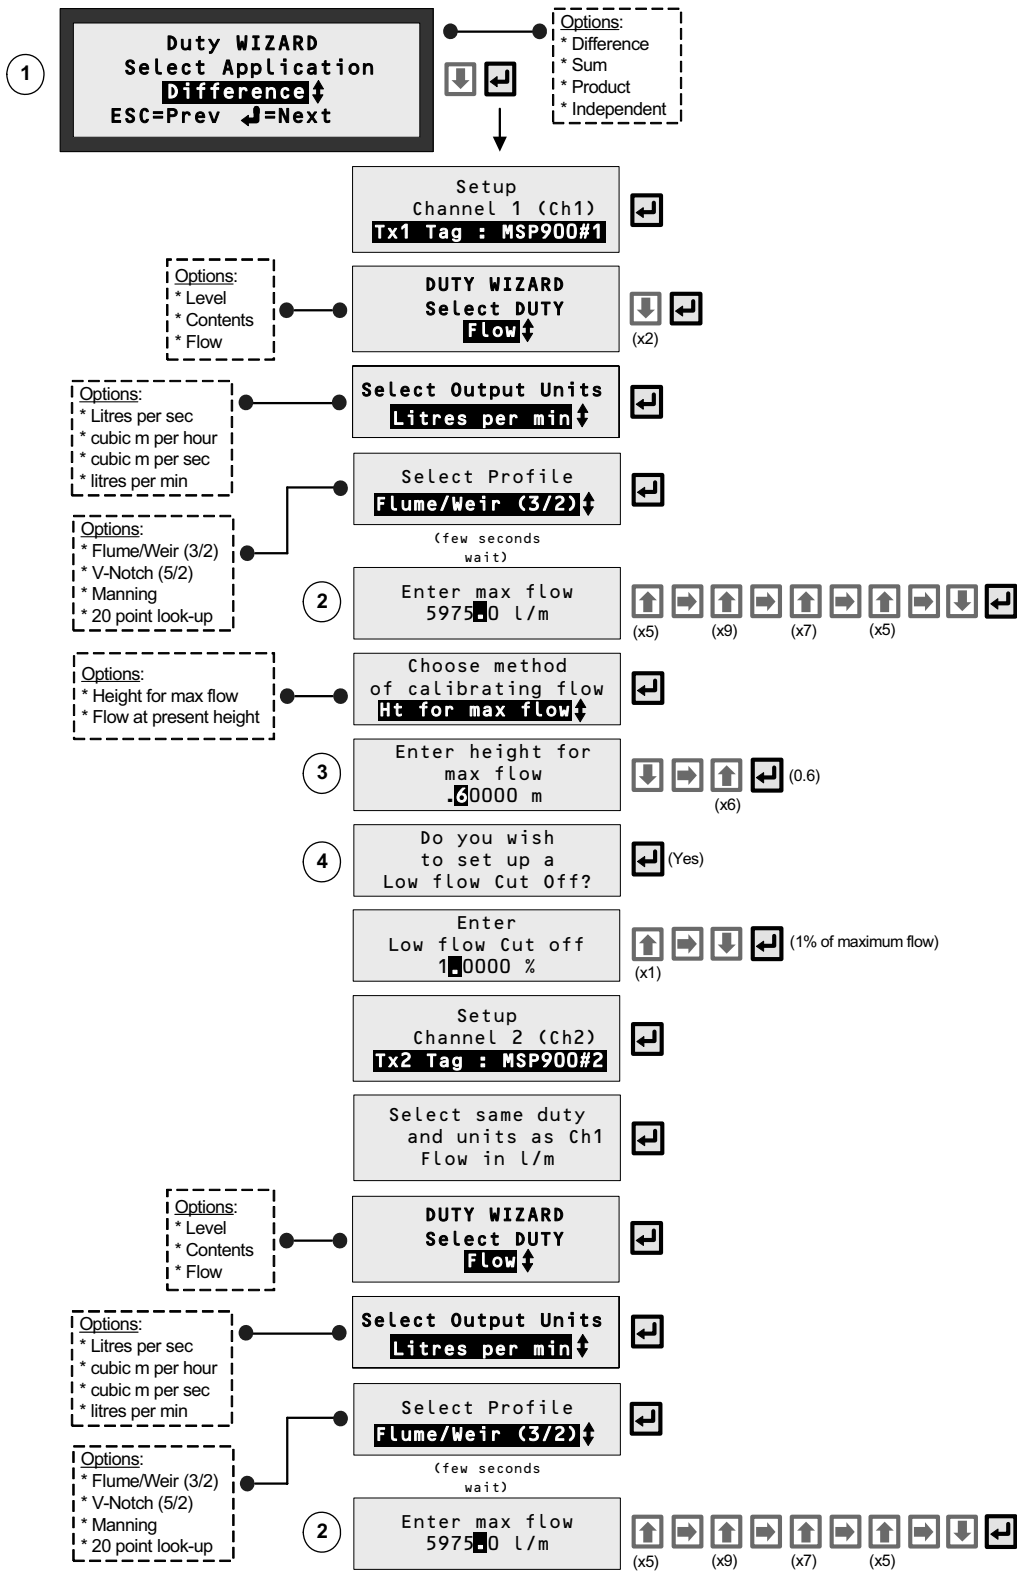 1
Duty WIZARD
Select Application
Difference
ESC=Prev =Next
Options:
* Difference
* Sum
* Product
* Independent
Setup
Channel 1 (Ch1)
Tx1 Tag : MSP900#1
Options:
* Level
* Contents
* Flow
DUTY WIZARD
Select DUTY
Flow
(x2)
Options:
* Litres per sec
* cubic m per hour
* cubic m per sec
* litres per min
Select Output Units
Litres per min
Select Profile
Flume/Weir (3/2)
(few seconds
wait)
Options:
* Flume/Weir (3/2)
* V-Notch (5/2)
* Manning
* 20 point look-up
2
Enter max flow
5975.0 l/m
(x5)
(x9)
(x7)
(x5)
Options:
* Height for max flow
* Flow at present height
Choose method
of calibrating flow
Ht for max flow
3
Enter height for
max flow
.60000 m
(0.6)
(x6)
4
Do you wish
to set up a
Low flow Cut Off?
(Yes)
Enter
Low flow Cut off
1.0000 %
(1% of maximum flow)
(x1)
Setup
Channel 2 (Ch2)
Tx2 Tag : MSP900#2
Select same duty
and units as Ch1
Flow in l/m
Options:
* Level
* Contents
* Flow
DUTY WIZARD
Select DUTY
Flow
Options:
* Litres per sec
* cubic m per hour
* cubic m per sec
* litres per min
Select Output Units
Litres per min
Select Profile
Flume/Weir (3/2)
(few seconds
wait)
Options:
* Flume/Weir (3/2)
* V-Notch (5/2)
* Manning
* 20 point look-up
2
Enter max flow
5975.0 l/m
(x5)
(x9)
(x7)
(x5)